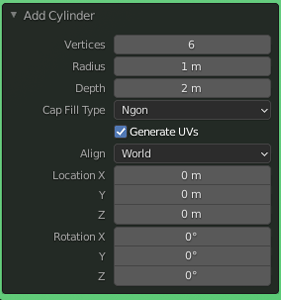 Add Cylinder
Vertices 6
Radius 1 m
Depth 2 m
Cap Fill Type Ngon
Generate UVs
Align World
Location X 0 m
Y 0 m
Z 0 m
Rotation X 0°
Y 0°
Z 0°